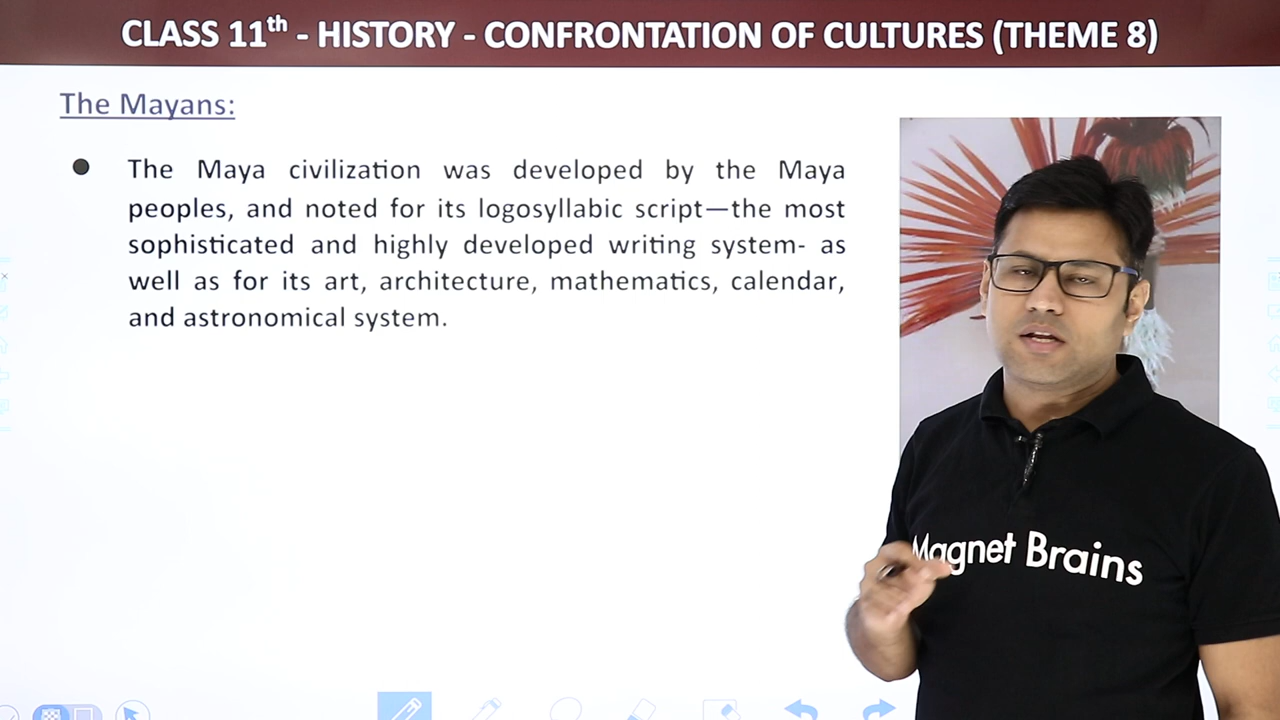 CLASS 11th - HISTORY - CONFRONTATION OF CULTURES (THEME 8)
The Mayans:
● The Maya civilization was developed by the Maya
peoples, and noted for its logosyllabic script—the most
sophisticated and highly developed writing system- as
well as for its art, architecture, mathematics, calendar,
and astronomical system.
Magnet Brains